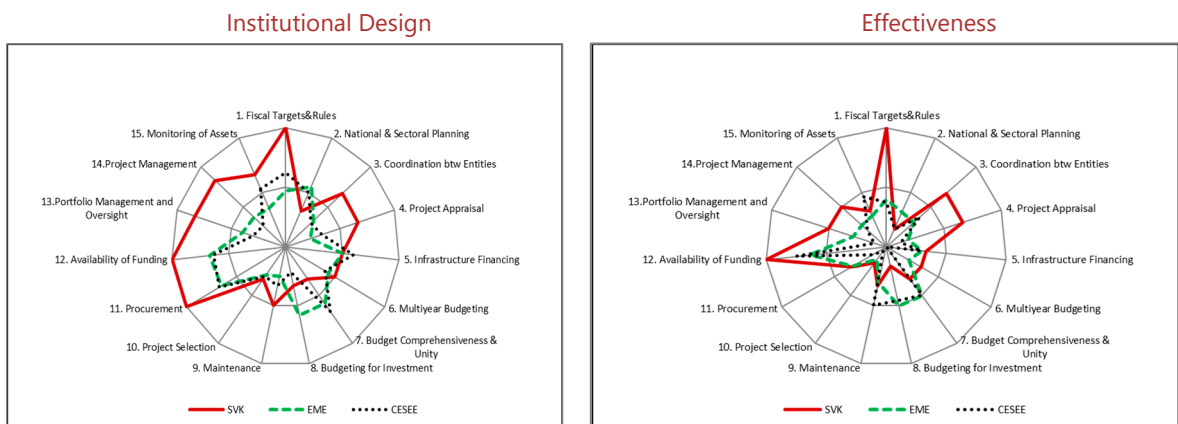 Institutional Design
1. Fiscal Targets&Rules
15. Monitoring of Assets
2. National & Sectoral Planning
14.Project Management
3. Coordination btw Entities
13.Portfolio Management and
Oversight
4. Project Appraisal
12. Availability of Funding
5. Infrastructure Financing
11. Procurement
6. Multiyear Budgeting
10. Project Selection
7. Budget Comprehensiveness &
Unity
9. Maintenance
8. Budgeting for Investment
SVK
EME
CESEE
Effectiveness
1. Fiscal Targets&Rules
15. Monitoring of Assets
2. National & Sectoral Planning
14.Project Management
3. Coordination btw Entities
13.Portfolio Management and
Oversight
4. Project Appraisal
12. Availability of Funding
5. Infrastructure Financing
11. Procurement
6. Multiyear Budgeting
10. Project Selection
7. Budget Comprehensiveness &
Unity
9. Maintenance
8. Budgeting for Investment
SVK
EME
CESEE